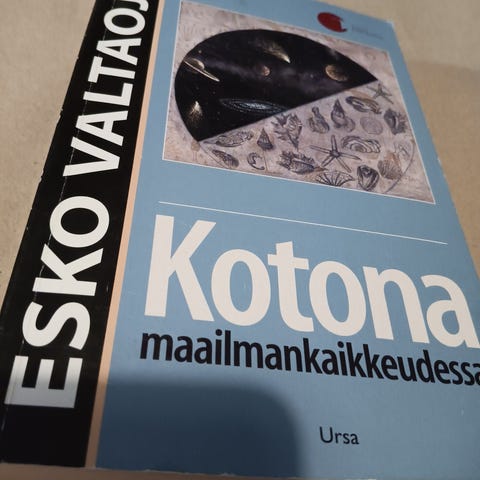 ESKO VALTAOJ
Kotona
maailmankaikkeudessa
Ursa